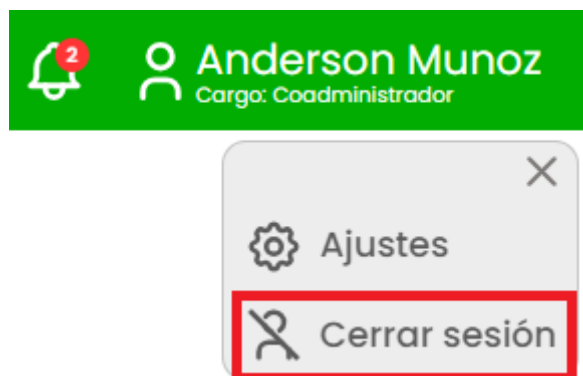 2
Anderson Munoz
Cargo: Coadministrador
Ajustes
Cerrar sesión